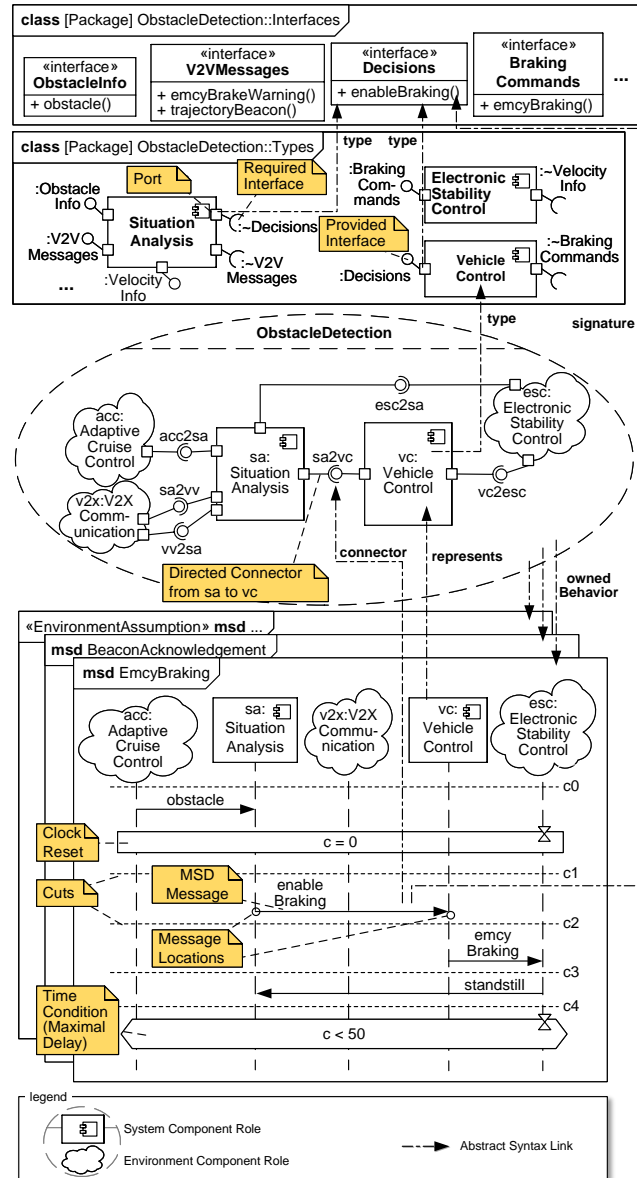 class [Package] ObstacleDetection::Interfaces
«interface»
ObstacleInfo
+ obstacle()
«interface»
V2VMessages
+ emcyBrakeWarning()
+ trajectoryBeacon()
«interface»
Decisions
+ enableBraking()
«interface»
Braking
Commands
+ emcyBraking()
...
class [Package] ObstacleDetection::Types
type
type
Port
Required
Interface
:Obstacle
Info
:V2V
Messages
...
Situation
Analysis
:~Decisions
:~V2V
Messages
:Velocity
Info
:Braking
Com-
mands
Electronic
Stability
Control
:~Velocity
Info
Provided
Interface
:Decisions
Vehicle
Control
:~Braking
Commands
type
signature
ObstacleDetection
acc:
Adaptive
Cruise
Control
acc2sa
v2x:V2X
Comm-
unication
sa2vv
vv2sa
sa:
Situation
Analysis
esc2sa
sa2vc
vc:
Vehicle
Control
esc:
Electronic
Stability
Control
vc2esc
Directed Connector
from sa to vc
connector
represents
owned
Behavior
«EnvironmentAssumption» msd ...
msd BeaconAcknowledgement
msd EmcyBraking
acc:
Adaptive
Cruise
Control
sa:
Situation
Analysis
v2x:V2X
Commu-
nication
vc:
Vehicle
Control
esc:
Electronic
Stability
Control
c0
obstacle
Clock
Reset
c = 0
c1
Cuts
MSD
Message
enable
Braking
c2
Message
Locations
emcy
Braking
c3
standstill
c4
Time
Condition
(Maximal
Delay)
c < 50
legend
System Component Role
Environment Component Role
Abstract Syntax Link